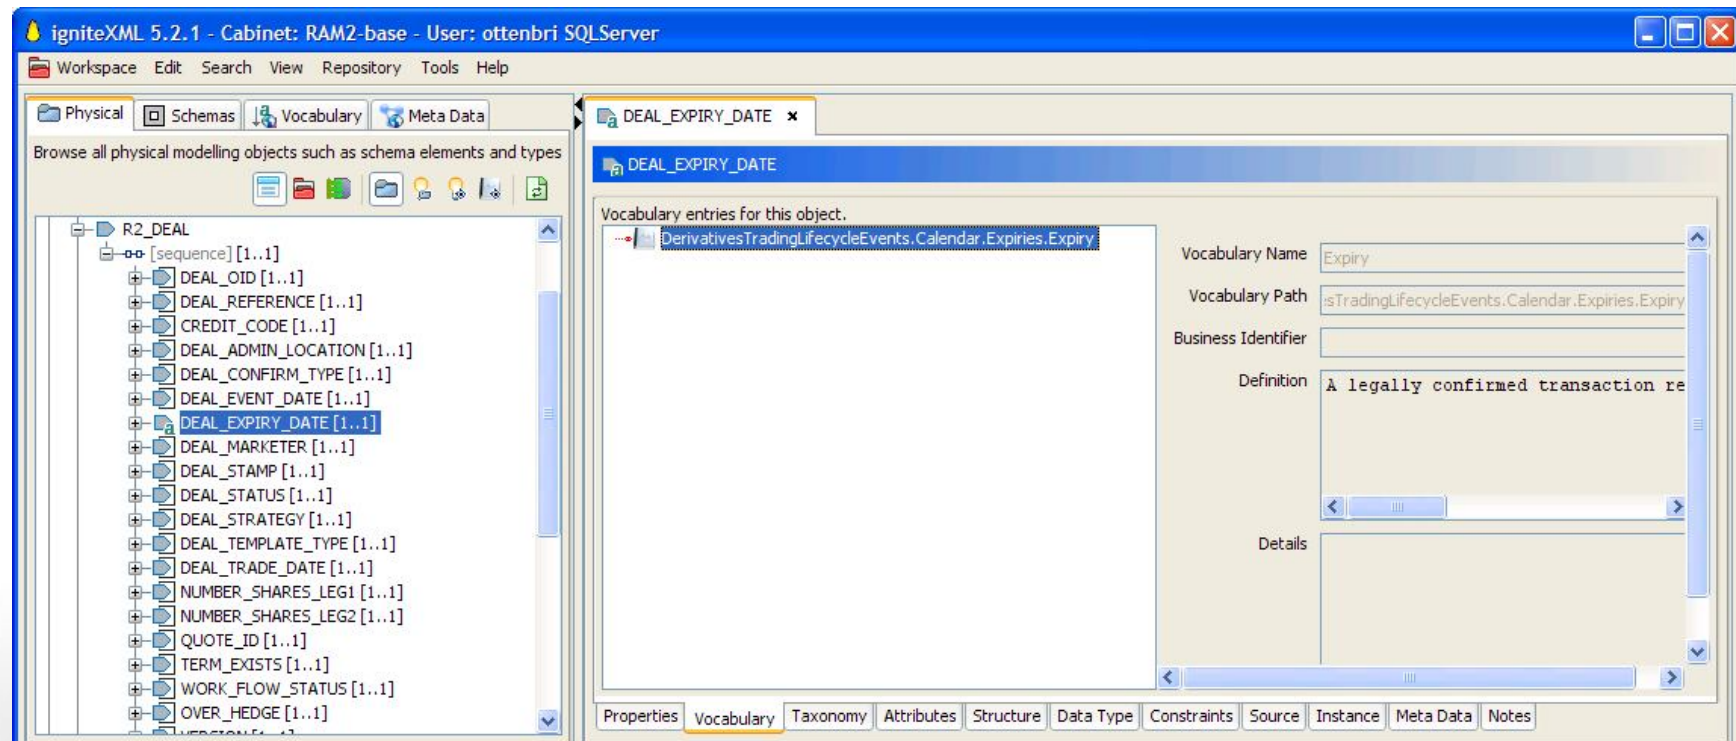 igniteXML 5.2.1 - Cabinet: RAM2-base - User: ottenbri SQLServer
Workspace Edit Search View Repository Tools Help
Physical Schemas Vocabulary Meta Data
Browse all physical modelling objects such as schema elements and types
R2_DEAL
[sequence] [1..1]
DEAL_OID [1..1]
DEAL_REFERENCE [1..1]
CREDIT_CODE [1..1]
DEAL_ADMIN_LOCATION [1..1]
DEAL_CONFIRM_TYPE [1..1]
DEAL_EVENT_DATE [1..1]
DEAL_EXPIRY_DATE [1..1]
DEAL_MARKETER [1..1]
DEAL_STAMP [1..1]
DEAL_STATUS [1..1]
DEAL_STRATEGY [1..1]
DEAL_TEMPLATE_TYPE [1..1]
DEAL_TRADE_DATE [1..1]
NUMBER_SHARES_LEG1 [1..1]
NUMBER_SHARES_LEG2 [1..1]
QUOTE_ID [1..1]
TERM_EXISTS [1..1]
WORK_FLOW_STATUS [1..1]
OVER_HEDGE [1..1]
DEAL_EXPIRY_DATE
DEAL_EXPIRY_DATE
Vocabulary entries for this object.
DerivativesTradingLifecycleEvents.Calendar.Expiries.Expiry
Vocabulary Name Expiry
Vocabulary Path sTradingLifecycleEvents.Calendar.Expiries.Expiry
Business Identifier
Definition A legally confirmed transaction re
Details
Properties Vocabulary Taxonomy Attributes Structure Data Type Constraints Source Instance Meta Data Notes